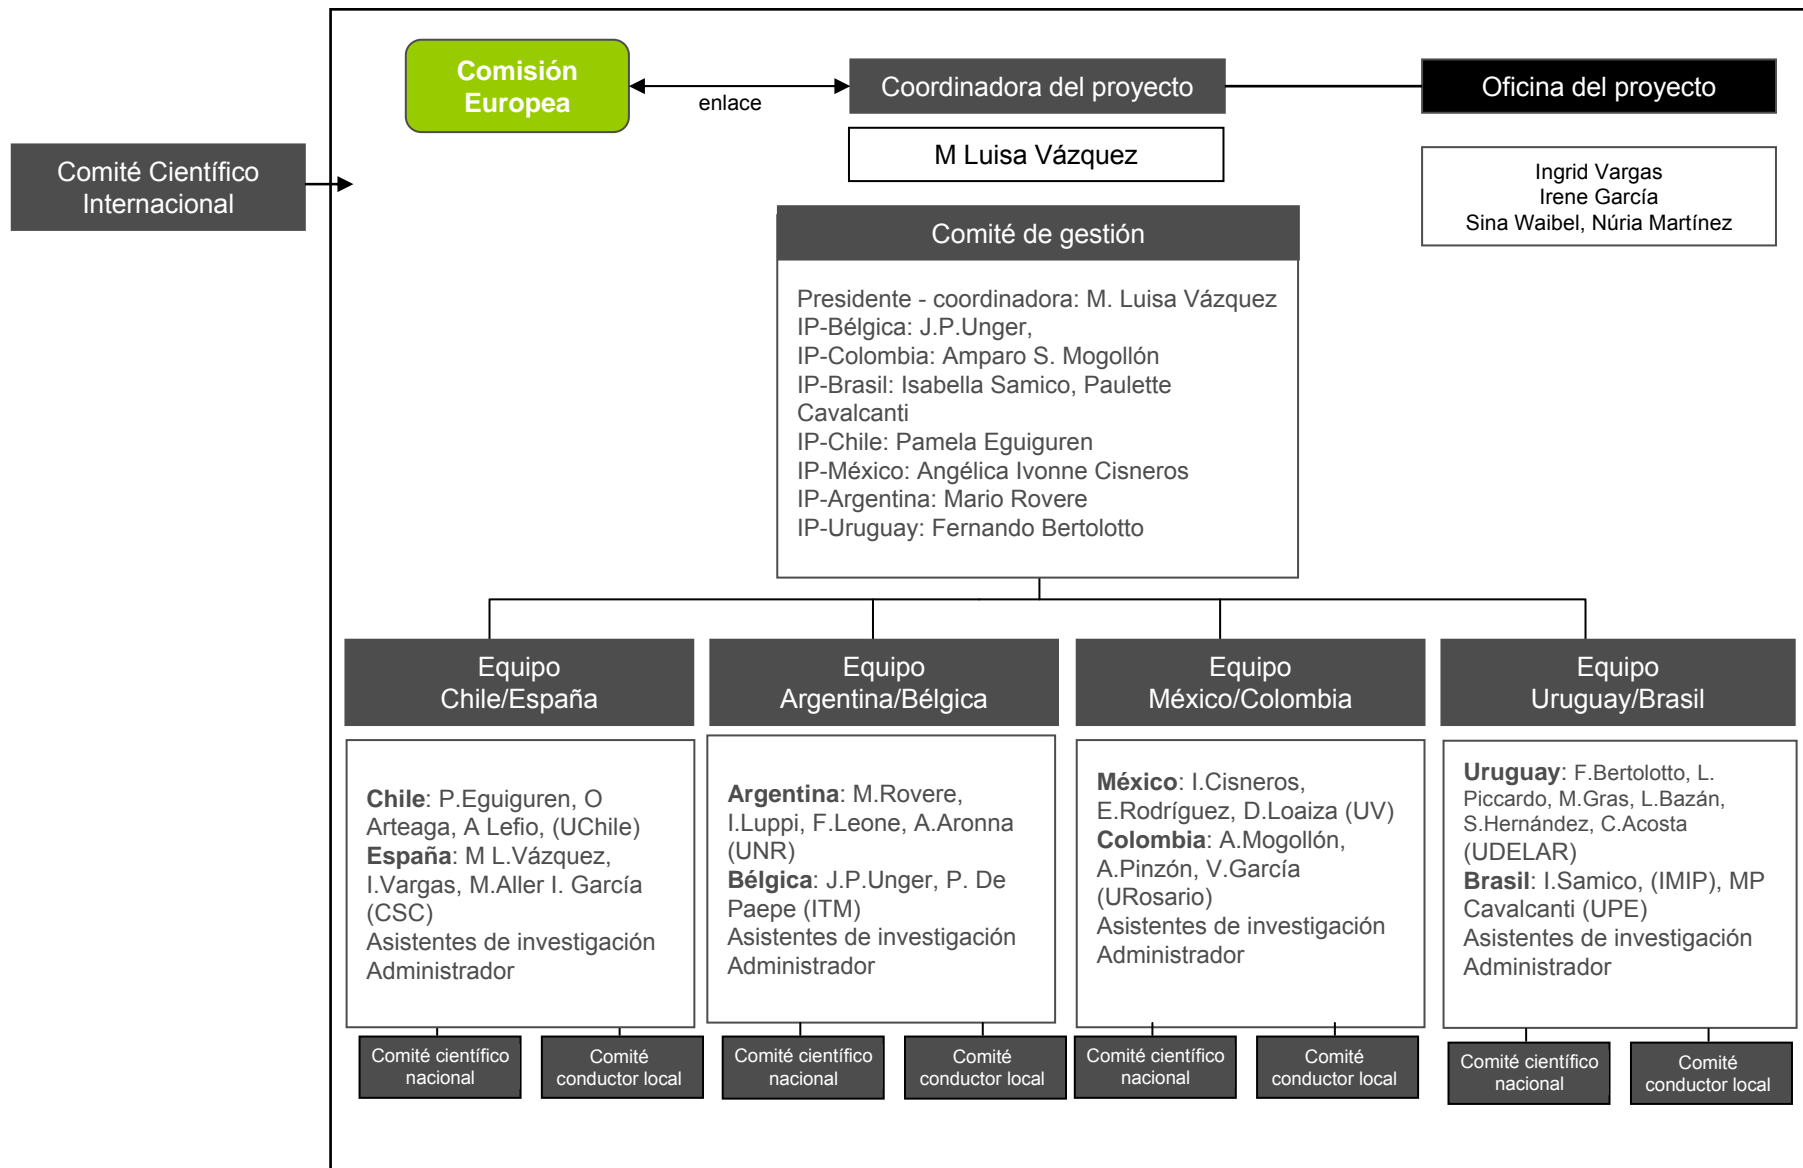 Comisión
Europea
enlace
Coordinadora del proyecto
Oficina del proyecto
M Luisa Vázquez
Comité Científico
Internacional
Ingrid Vargas
Irene García
Sina Waibel, Núria Martínez
Comité de gestión
Presidente - coordinadora: M. Luisa Vázquez
IP-Bélgica: J.P.Unger,
IP-Colombia: Amparo S. Mogollón
IP-Brasil: Isabella Samico, Paulette
Cavalcanti
IP-Chile: Pamela Eguiguren
IP-México: Angélica Ivonne Cisneros
IP-Argentina: Mario Rovere
IP-Uruguay: Fernando Bertolotto
Equipo
Chile/España
Equipo
Argentina/Bélgica
Equipo
México/Colombia
Equipo
Uruguay/Brasil
Chile: P.Eguiguren, O
Arteaga, A Lefio, (UChile)
España: M L.Vázquez,
I.Vargas, M.Aller I. García
(CSC)
Asistentes de investigación
Administrador
Argentina: M.Rovere,
I.Luppi, F.Leone, A.Aronna
(UNR)
Bélgica: J.P.Unger, P. De
Paepe (ITM)
Asistentes de investigación
Administrador
México: I.Cisneros,
E.Rodríguez, D.Loaiza (UV)
Colombia: A.Mogollón,
A.Pinzón, V.García
(URosario)
Asistentes de investigación
Administrador
Uruguay: F.Bertolotto, L.
Piccardo, M.Gras, L.Bazán,
S.Hernández, C.Acosta
(UDELAR)
Brasil: I.Samico, (IMIP), MP
Cavalcanti (UPE)
Asistentes de investigación
Administrador
Comité científico
nacional
Comité
conductor local
Comité científico
nacional
Comité
conductor local
Comité científico
nacional
Comité
conductor local
Comité científico
nacional
Comité
conductor local